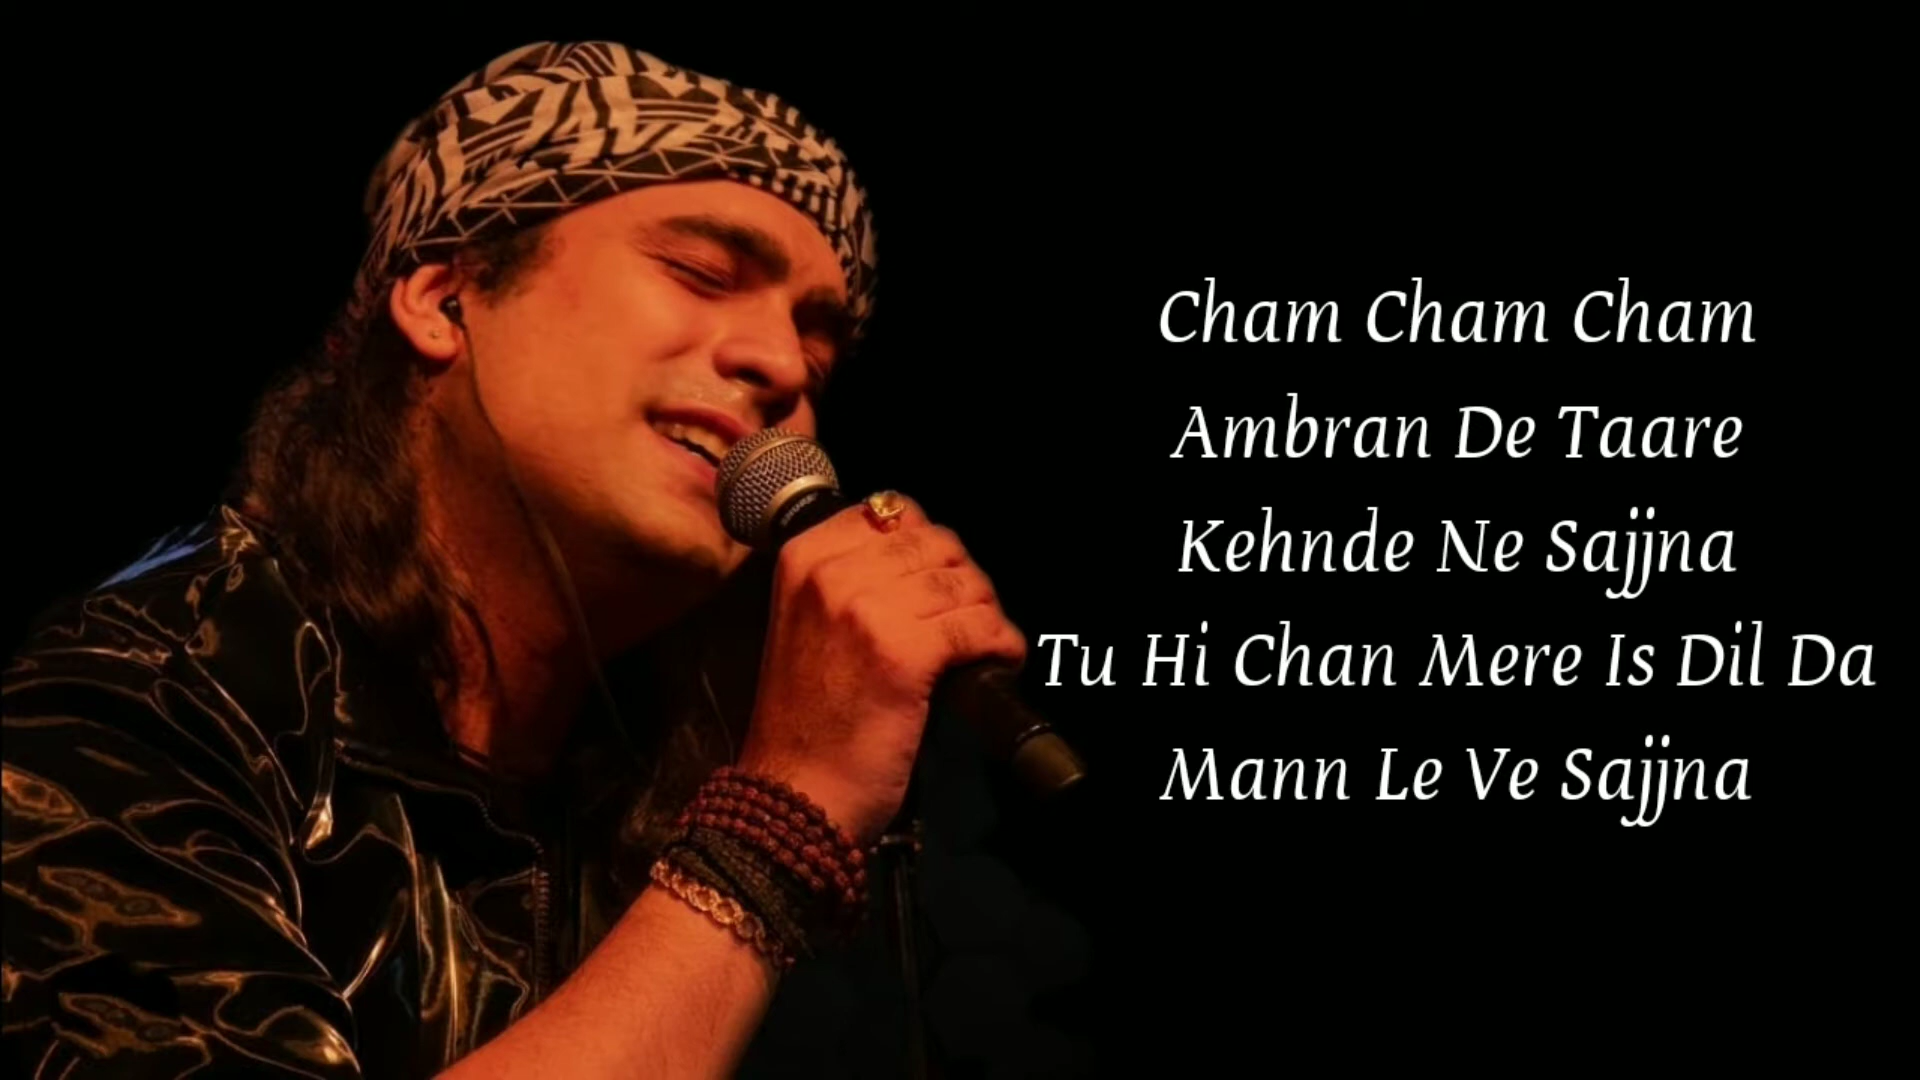 Cham Cham Cham
Ambran De Taare
Kehnde Ne Sajjna
Tu Hi Chan Mere Is Dil Da
Mann Le Ve Sajjna
SHURE